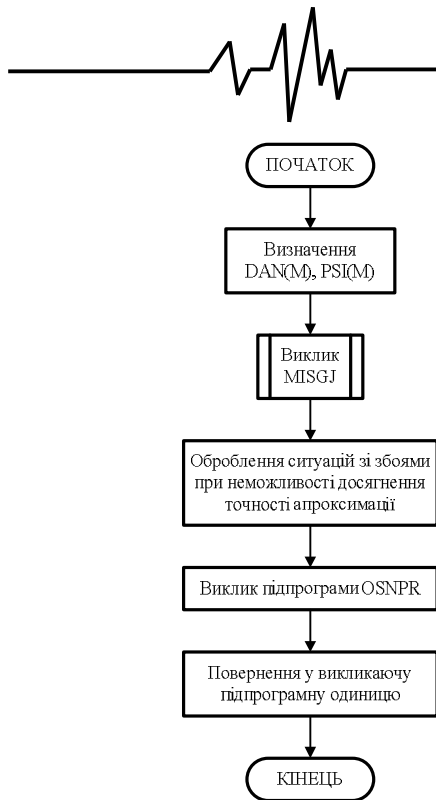 ПОЧАТОК
Визначення
DAN(M), PSI(M)
Виклик
MISGJ
Оброблення ситуацій зі збоями
при неможливості досягнення
точності апроксимації
Виклик підпрограми OSNPR
Повернення у викликаючу
підпрограмну одиницю
КІНЕЦЬ